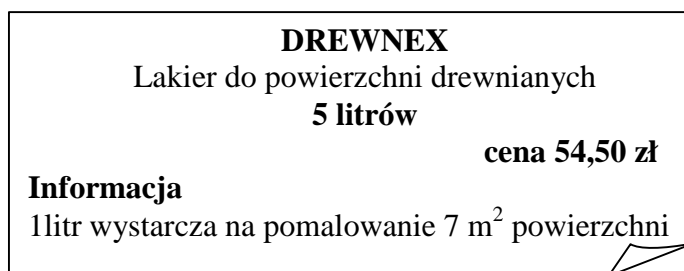 DREWNEX
Lakier do powierzchni drewnianych
5 litrów
cena 54,50 zł
Informacja
1litr wystarcza na pomalowanie 7 m² powierzchni